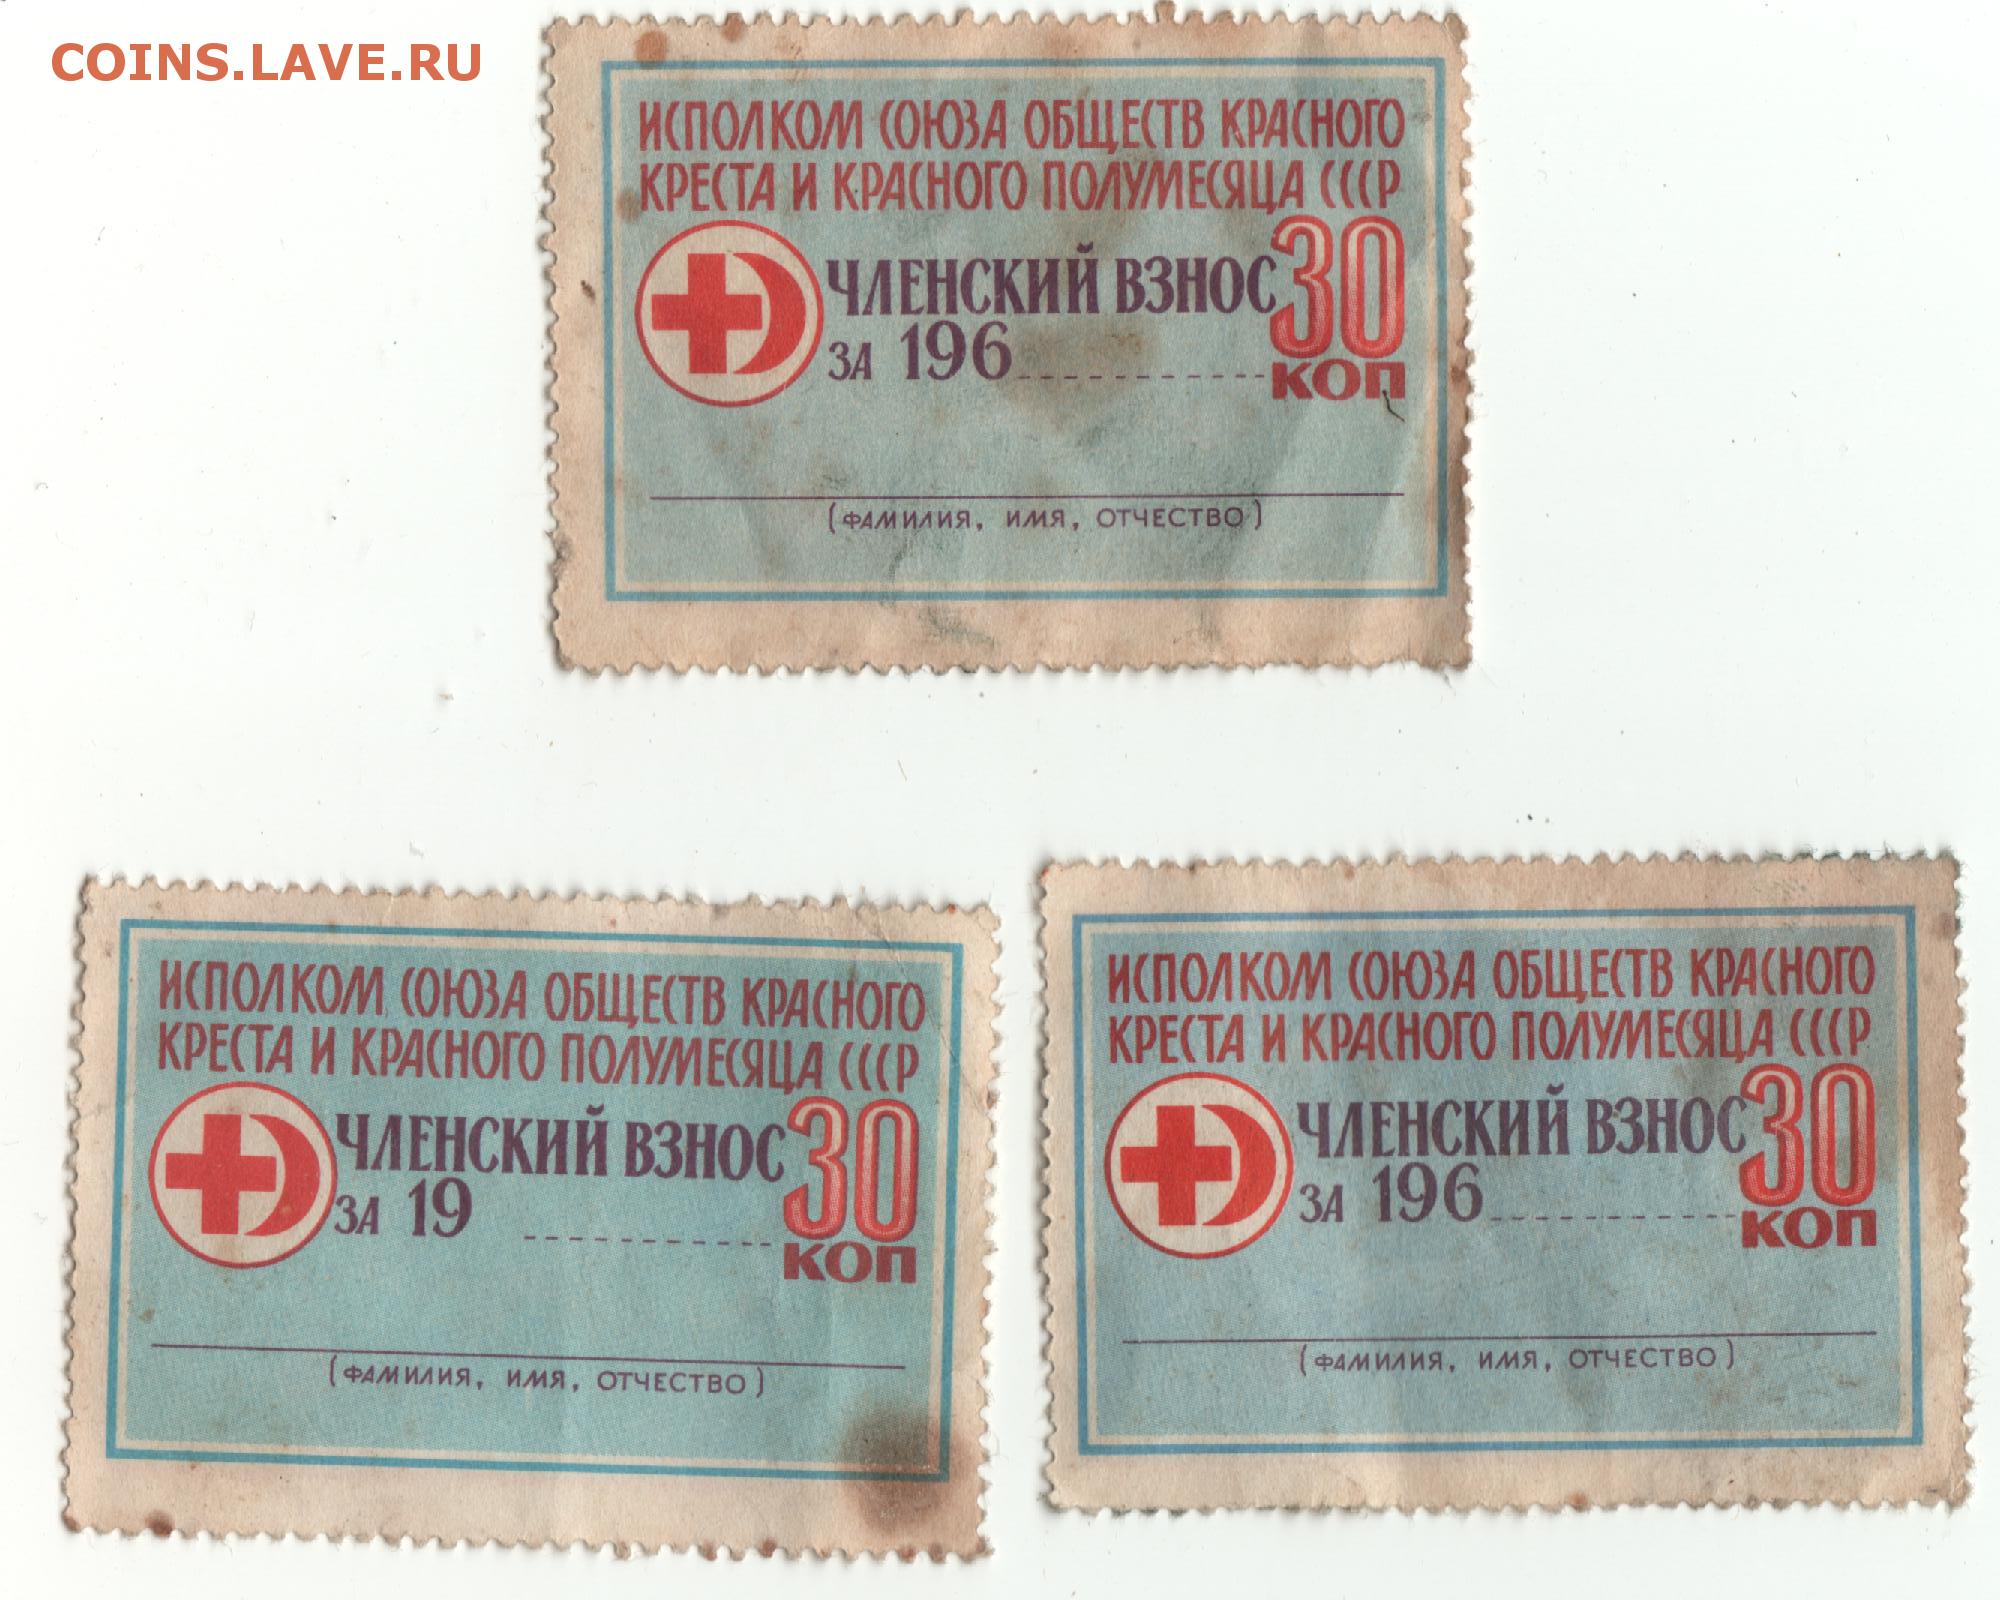 COINS.LAVE.RU
ИСПОЛКОМ СОЮЗА ОБЩЕСТВ КРАСНОГО
КРЕСТА И КРАСНОГО ПОЛУМЕСЯЦА СССР
ЧЛЕНСКИЙ ВЗНОС 30
ЗА 196 КОП
(ФАМИЛИЯ, ИМЯ, ОТЧЕСТВО)
ИСПОЛКОМ СОЮЗА ОБЩЕСТВ КРАСНОГО
КРЕСТА И КРАСНОГО ПОЛУМЕСЯЦА СССР
ЧЛЕНСКИЙ ВЗНОС 30
ЗА 19 КОП
(ФАМИЛИЯ, ИМЯ, ОТЧЕСТВО)
ИСПОЛКОМ СОЮЗА ОБЩЕСТВ КРАСНОГО
КРЕСТА И КРАСНОГО ПОЛУМЕСЯЦА СССР
ЧЛЕНСКИЙ ВЗНОС 30
ЗА 196 КОП
(ФАМИЛИЯ, ИМЯ, ОТЧЕСТВО)